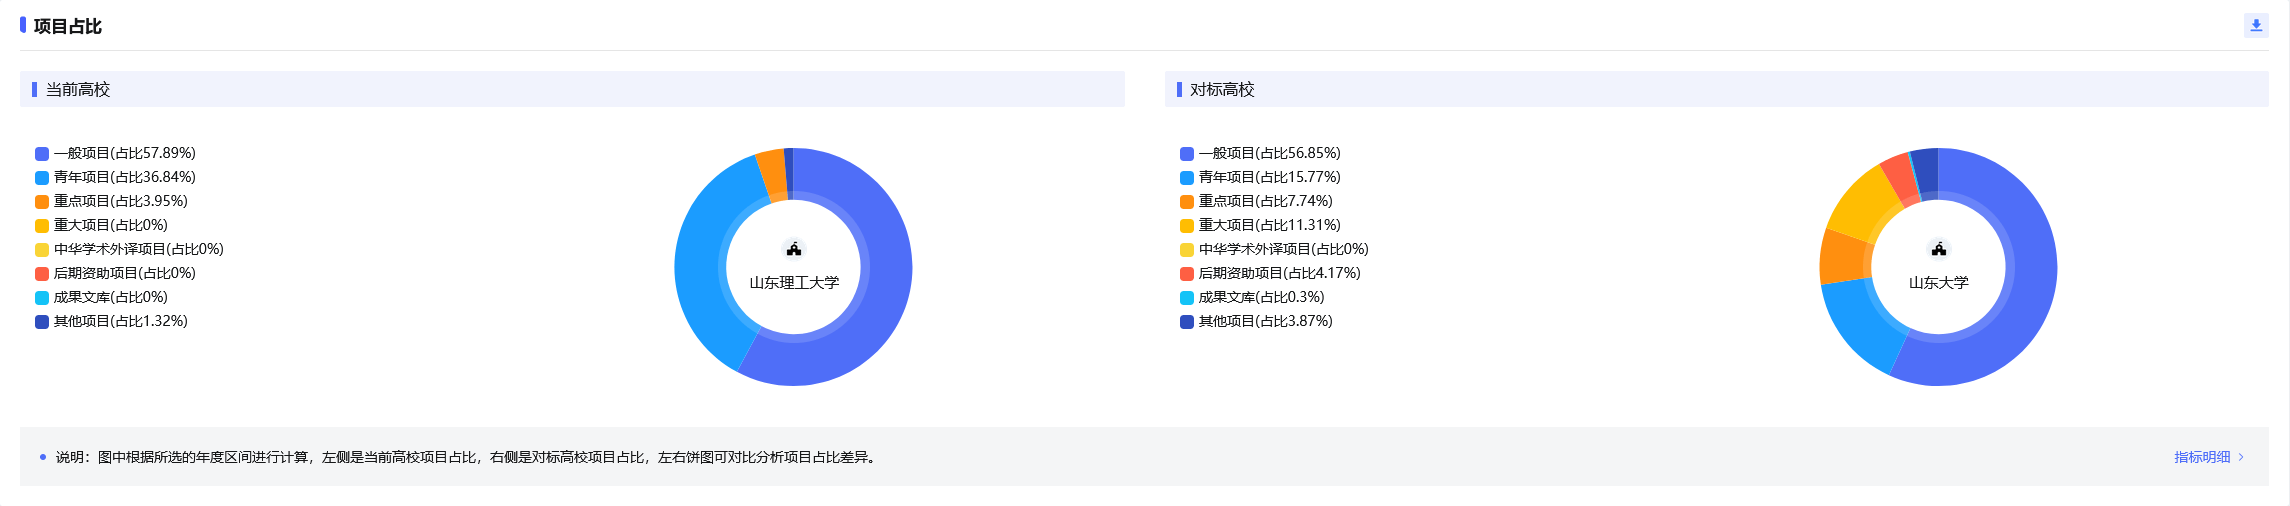 项目占比
当前高校
一般项目(占比57.89%)
青年项目(占比36.84%)
重点项目(占比3.95%)
重大项目(占比0%)
中华学术外译项目(占比0%)
后期资助项目(占比0%)
成果文库(占比0%)
其他项目(占比1.32%)
山东理工大学
对标高校
一般项目(占比56.85%)
青年项目(占比15.77%)
重点项目(占比7.74%)
重大项目(占比11.31%)
中华学术外译项目(占比0%)
后期资助项目(占比4.17%)
成果文库(占比0.3%)
其他项目(占比3.87%)
山东大学
说明：图中根据所选的年度区间进行计算，左侧是当前高校项目占比，右侧是对标高校项目占比，左右饼图可对比分析项目占比差异。
指标明细 >